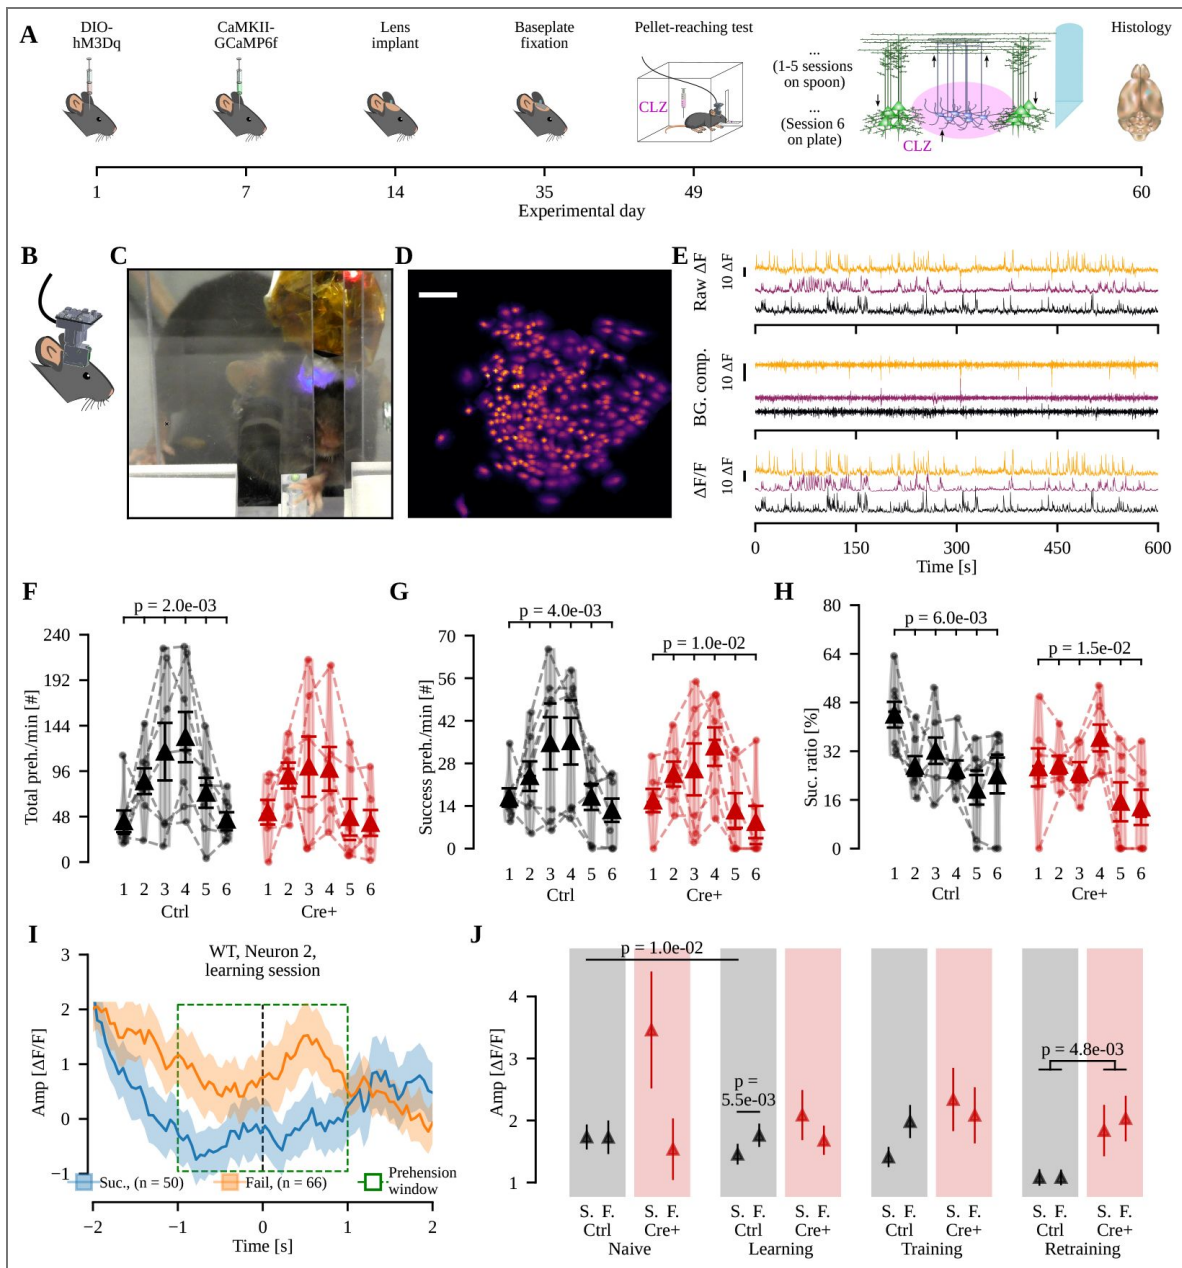 A
DIO-
hM3Dq
CaMKII-
GCaMP6f
Lens
implant
Baseplate
fixation
Pellet-reaching test
CLZ
...
(1-5 sessions
on spoon)
...
(Session 6
on plate)
CLZ
Histology
1 7 14 35 49 60
Experimental day
B
C
D
E
Raw ΔF
10 ΔF
BG. comp.
10 ΔF
ΔF/F
10 ΔF
0 150 300 450 600
Time [s]
F
p = 2.0e-03
Total preh./min [#]
240
192
144
96
48
0
1 2 3 4 5 6 1 2 3 4 5 6
Ctrl Cre+
G
p = 4.0e-03
p = 1.0e-02
Success preh./min [#]
70
56
42
28
14
0
1 2 3 4 5 6 1 2 3 4 5 6
Ctrl Cre+
H
p = 6.0e-03
p = 1.5e-02
Suc. ratio [%]
80
64
48
32
16
0
1 2 3 4 5 6 1 2 3 4 5 6
Ctrl Cre+
I
WT, Neuron 2,
learning session
Amp [ΔF/F]
3
2
1
0
−1
Suc., (n = 50) Fail, (n = 66) Prehension
window
−2 −1 0 1 2
Time [s]
J
p = 1.0e-02
p =
5.5e-03
p = 4.8e-03
Amp [ΔF/F]
4
3
2
1
S. F. S. F. S. F. S. F. S. F. S. F. S. F. S. F.
Ctrl Cre+ Ctrl Cre+ Ctrl Cre+ Ctrl Cre+
Naive Learning Training Retraining